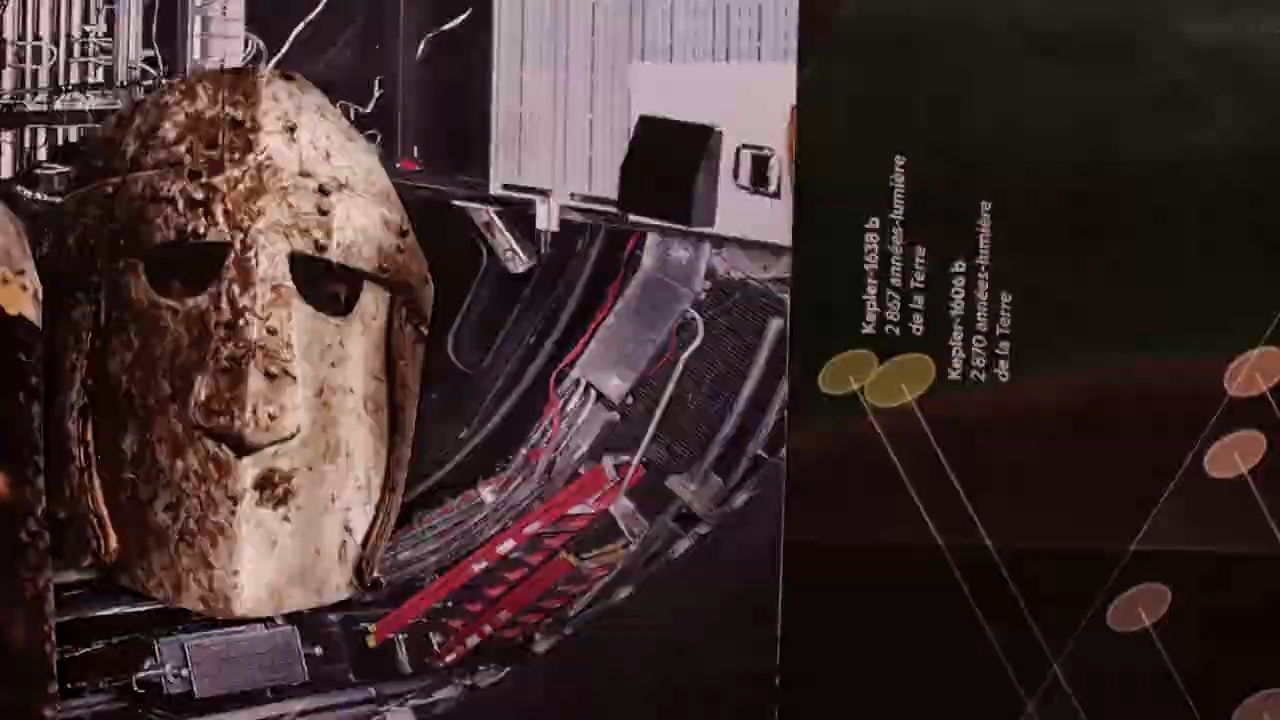 Kepler-1638 b
2 867 années-lumière
de la Terre
Kepler-1606 b
2 870 années-lumière
de la Terre